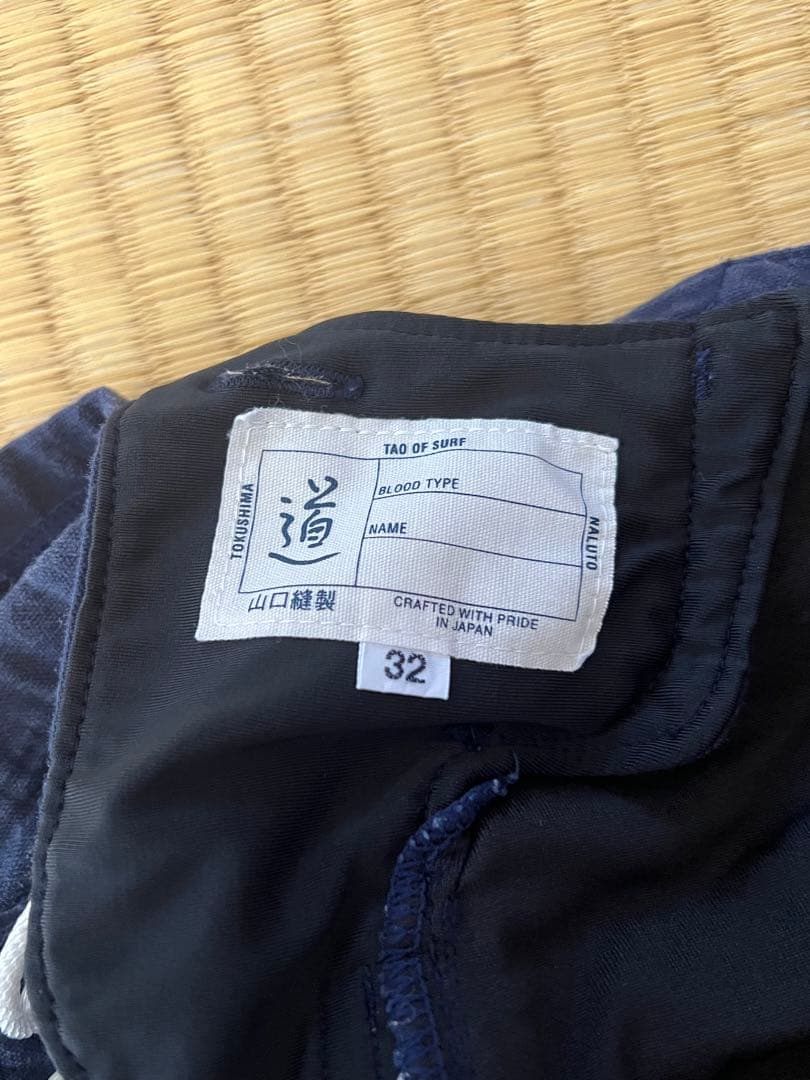 TAO OF SURF
TOKUSHIMA
道
BLOOD TYPE
NAME
NALUTO
山口縫製
CRAFTED WITH PRIDE
IN JAPAN
32